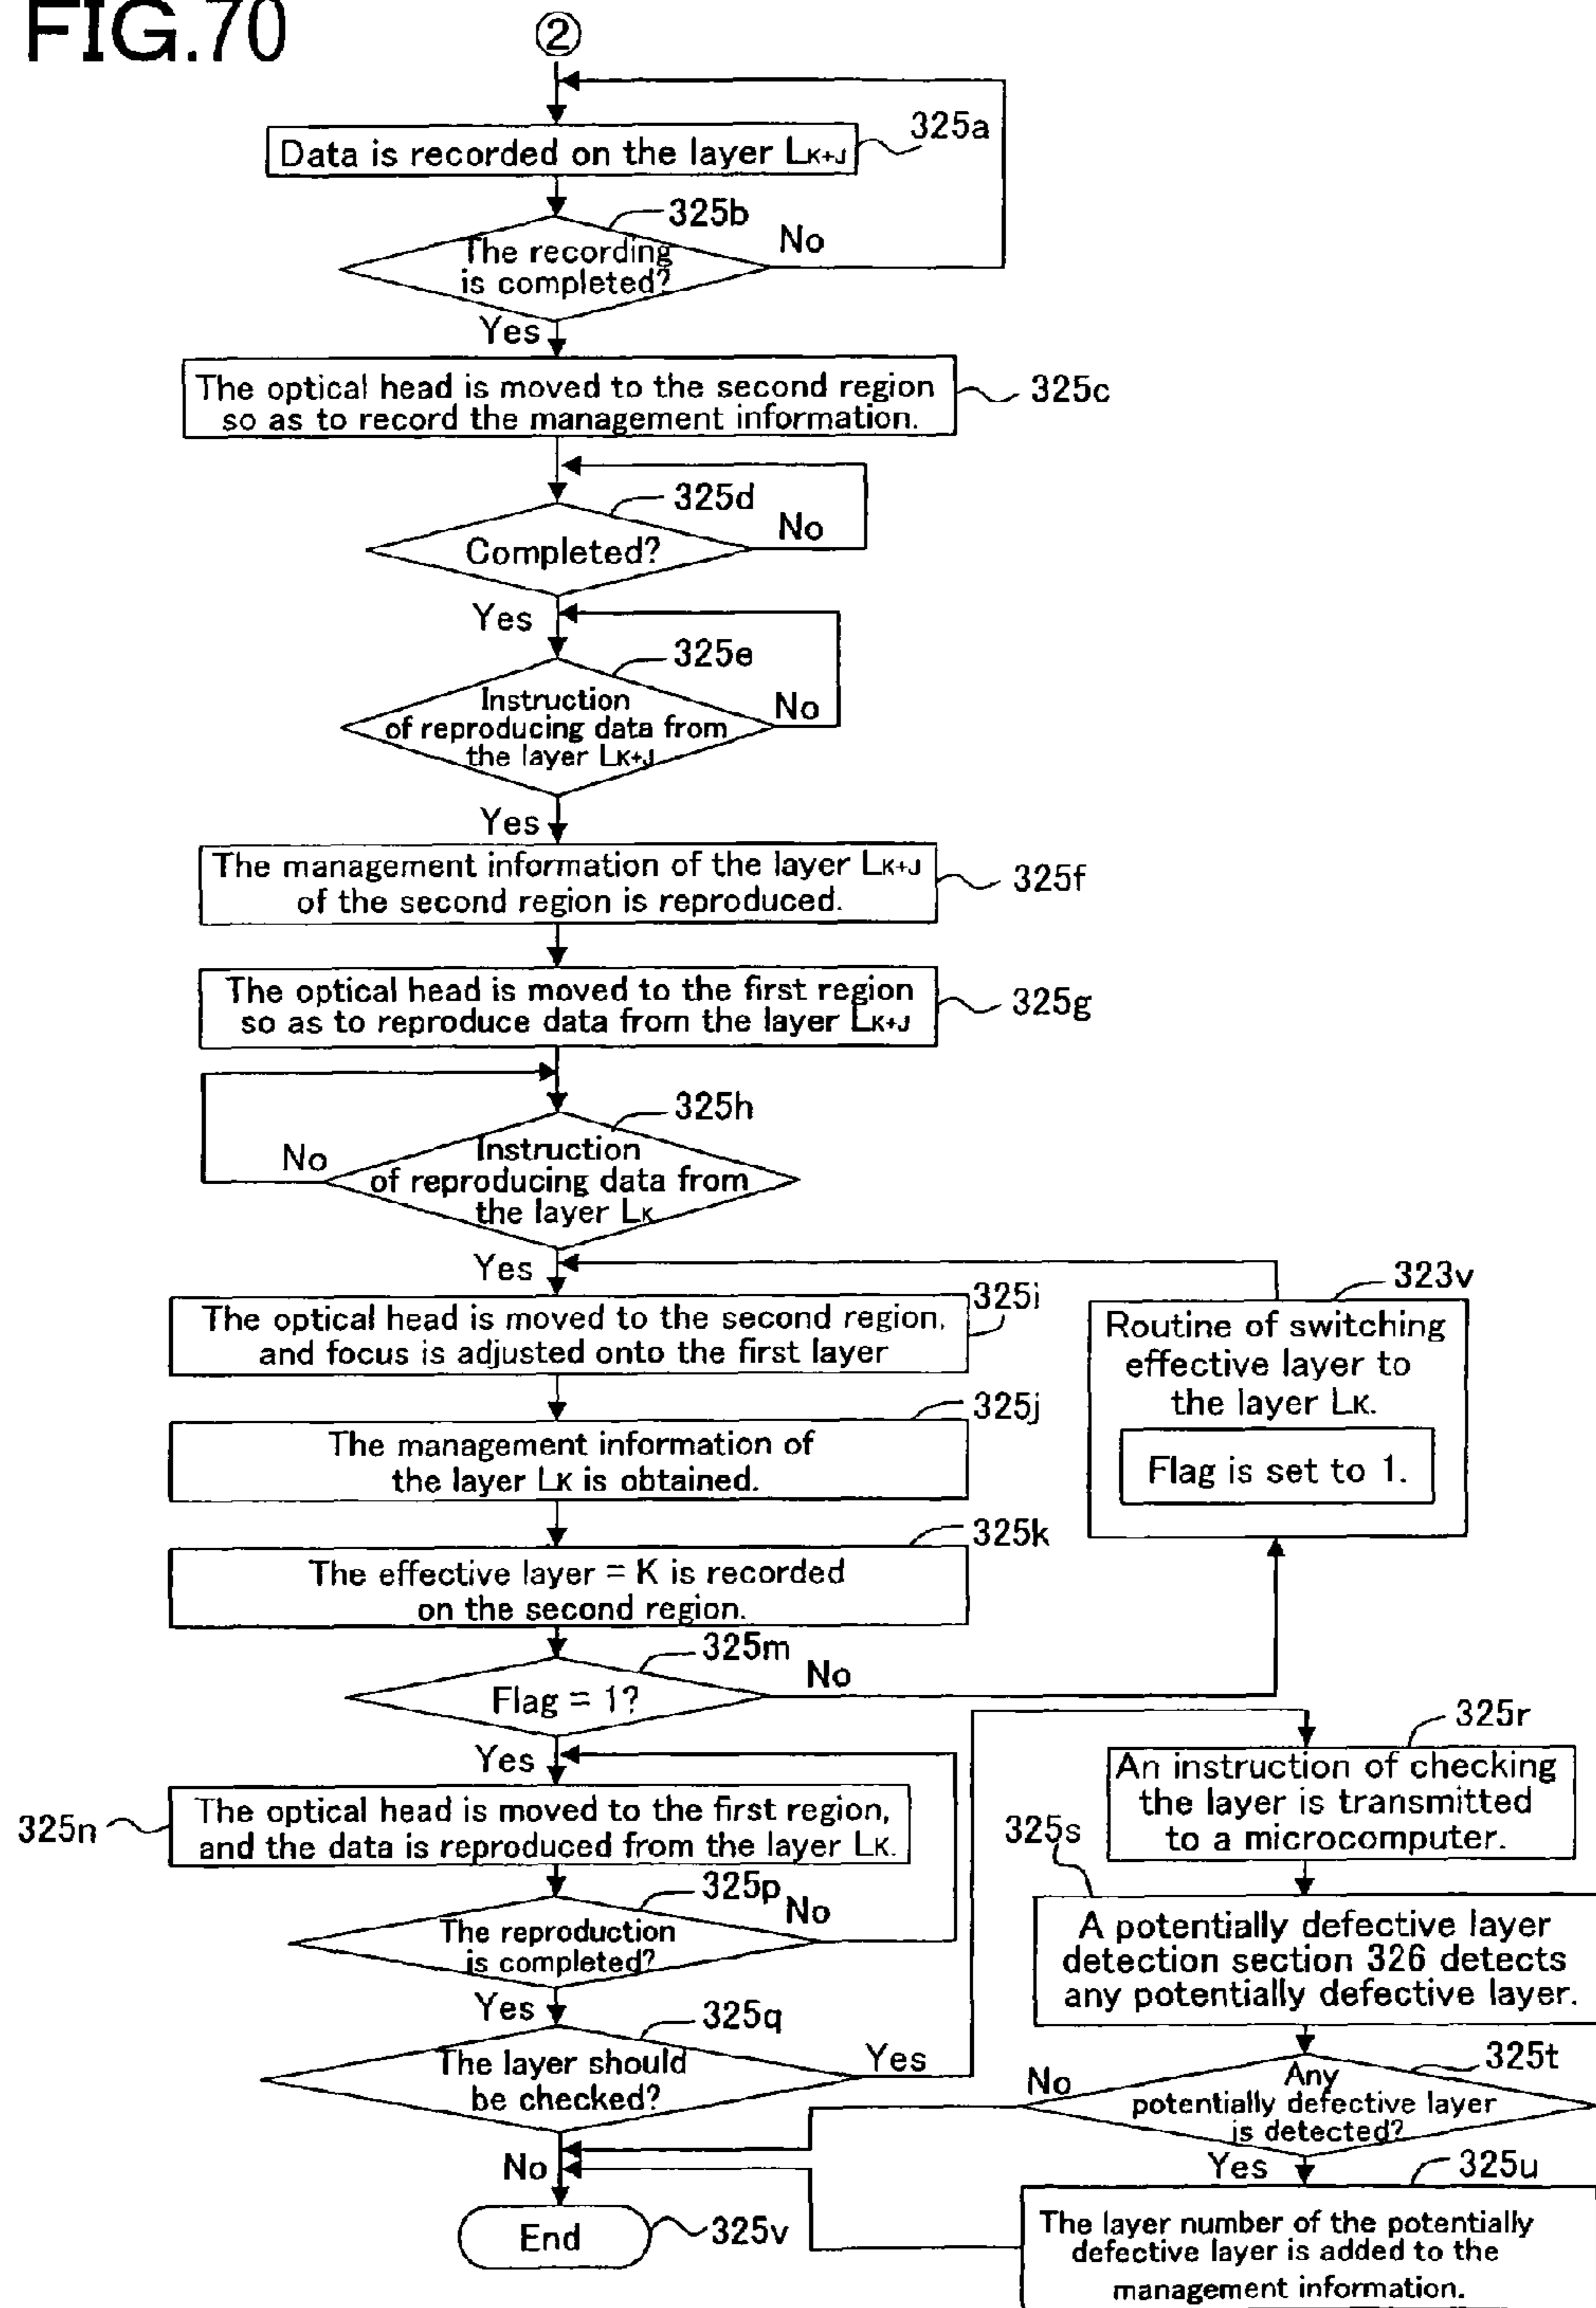 FIG.70
②
Data is recorded on the layer LK+J
325a
325b
The recording
is completed?
No
Yes
The optical head is moved to the second region
so as to record the management information.
325c
325d
Completed?
No
Yes
325e
Instruction
of reproducing data from
the layer LK+J
No
Yes
The management information of the layer LK+J
of the second region is reproduced.
325f
The optical head is moved to the first region
so as to reproduce data from the layer LK+J
325g
325h
Instruction
of reproducing data from
the layer LK
No
Yes
The optical head is moved to the second region,
and focus is adjusted onto the first layer
325i
323v
Routine of switching
effective layer to
the layer LK.
Flag is set to 1.
325j
The management information of
the layer LK is obtained.
325k
The effective layer = K is recorded
on the second region.
325m
Flag = 1?
No
Yes
325n
The optical head is moved to the first region,
and the data is reproduced from the layer LK.
325p
The reproduction
is completed?
No
Yes
325q
The layer should
be checked?
Yes
No
325r
An instruction of checking
the layer is transmitted
to a microcomputer.
325s
A potentially defective layer
detection section 326 detects
any potentially defective layer.
325t
Any
potentially defective layer
is detected?
No
Yes
325u
The layer number of the potentially
defective layer is added to the
management information.
End
325v